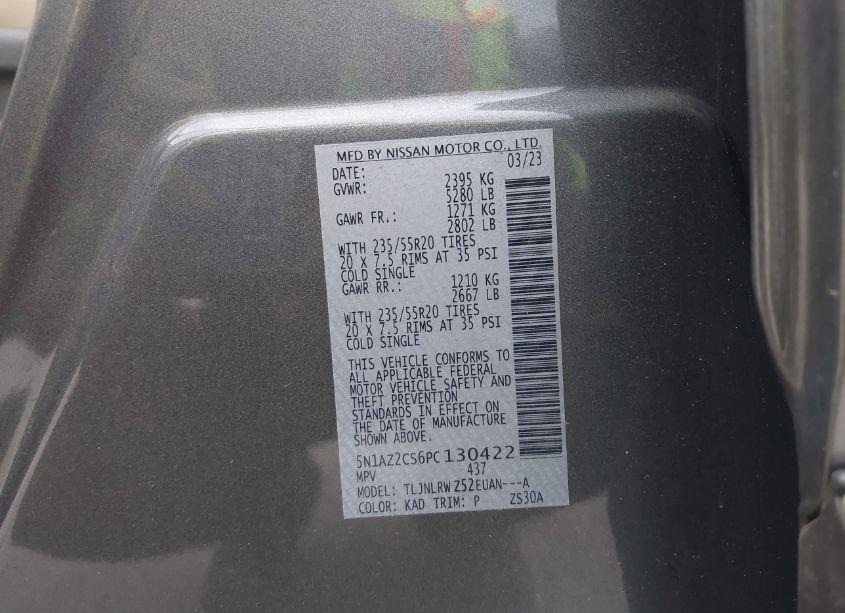 MFD BY NISSAN MOTOR CO., LTD.
DATE: 03/23
GVWR: 2395 KG
5280 LB
GAWR FR.: 1271 KG
2802 LB
WITH 235/55R20 TIRES
20 X 7.5 RIMS AT 35 PSI
COLD SINGLE
GAWR RR.: 1210 KG
2667 LB
WITH 235/55R20 TIRES
20 X 7.5 RIMS AT 35 PSI
COLD SINGLE
THIS VEHICLE CONFORMS TO
ALL APPLICABLE FEDERAL
MOTOR VEHICLE SAFETY AND
THEFT PREVENTION
STANDARDS IN EFFECT ON
THE DATE OF MANUFACTURE
SHOWN ABOVE.
5N1AZ2CS6PC130422
MPV 437
MODEL: TLJNLRW Z52EUAN---A
COLOR: KAD TRIM: P ZS30A